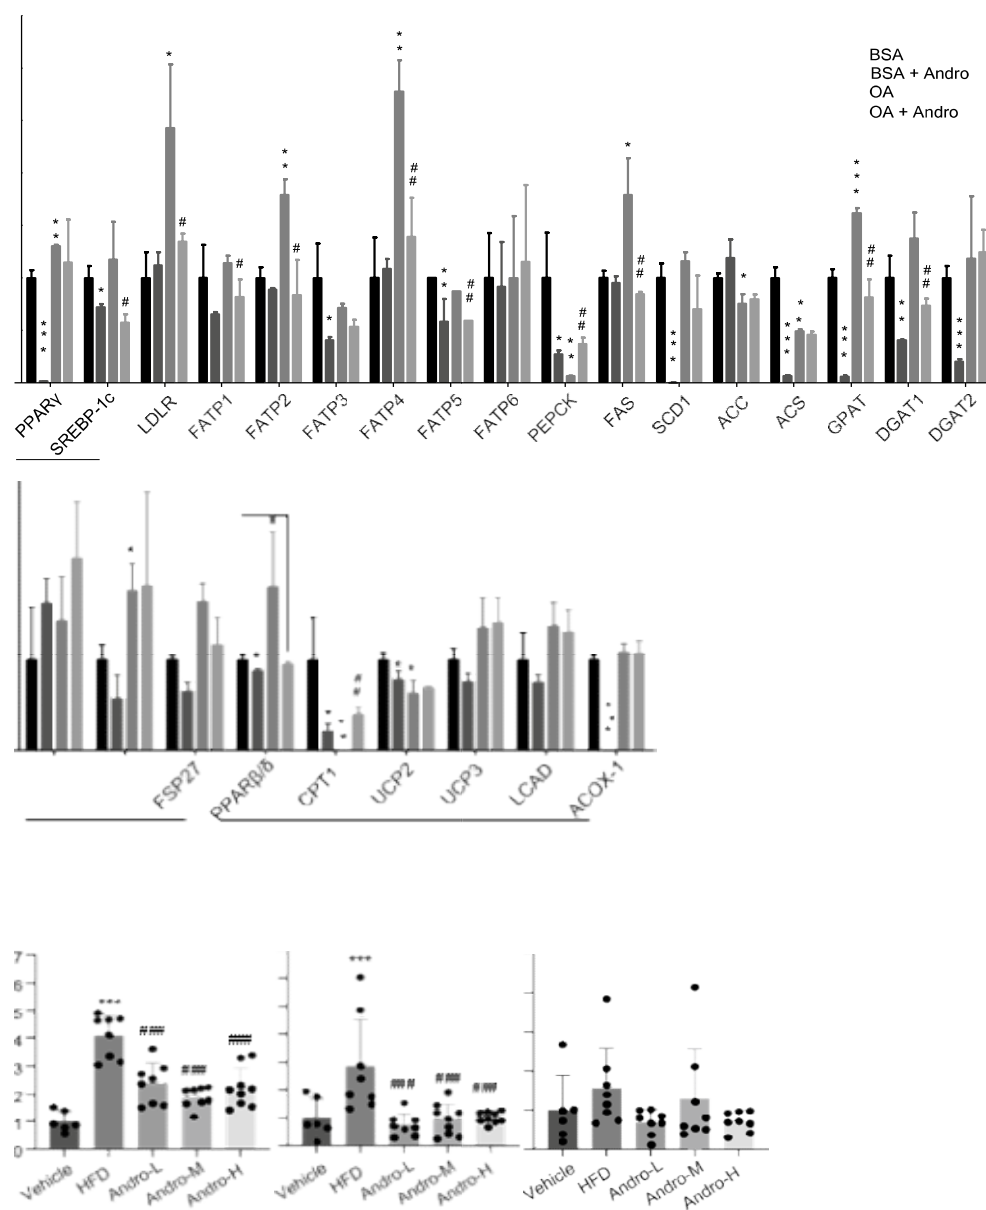 BSA
BSA + Andro
OA
OA + Andro
* * * * * * * * * *
* * * # * * # * * # # * * * # # * * * # # * * # # * * * * * * * * * * * * * # # * * # # * * *
PPARγ SREBP-1c LDLR FATP1 FATP2 FATP3 FATP4 FATP5 FATP6 PEPCK FAS SCD1 ACC ACS GPAT DGAT1 DGAT2
FSP27 PPARβ/δ CPT1 UCP2 UCP3 LCAD ACOX-1
7
6
5
4
3
2
1
0
***
###
###
Vehicle HFD Andro-L Andro-M Andro-H
***
###
###
###
Vehicle HFD Andro-L Andro-M Andro-H
Vehicle HFD Andro-L Andro-M Andro-H